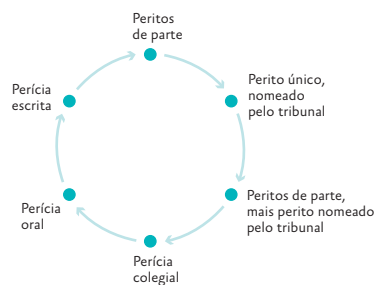 Peritos
de parte
Perito único,
nomeado
pelo tribunal
Peritos de parte,
mais perito nomeado
pelo tribunal
Perícia
colegial
Perícia
oral
Perícia
escrita